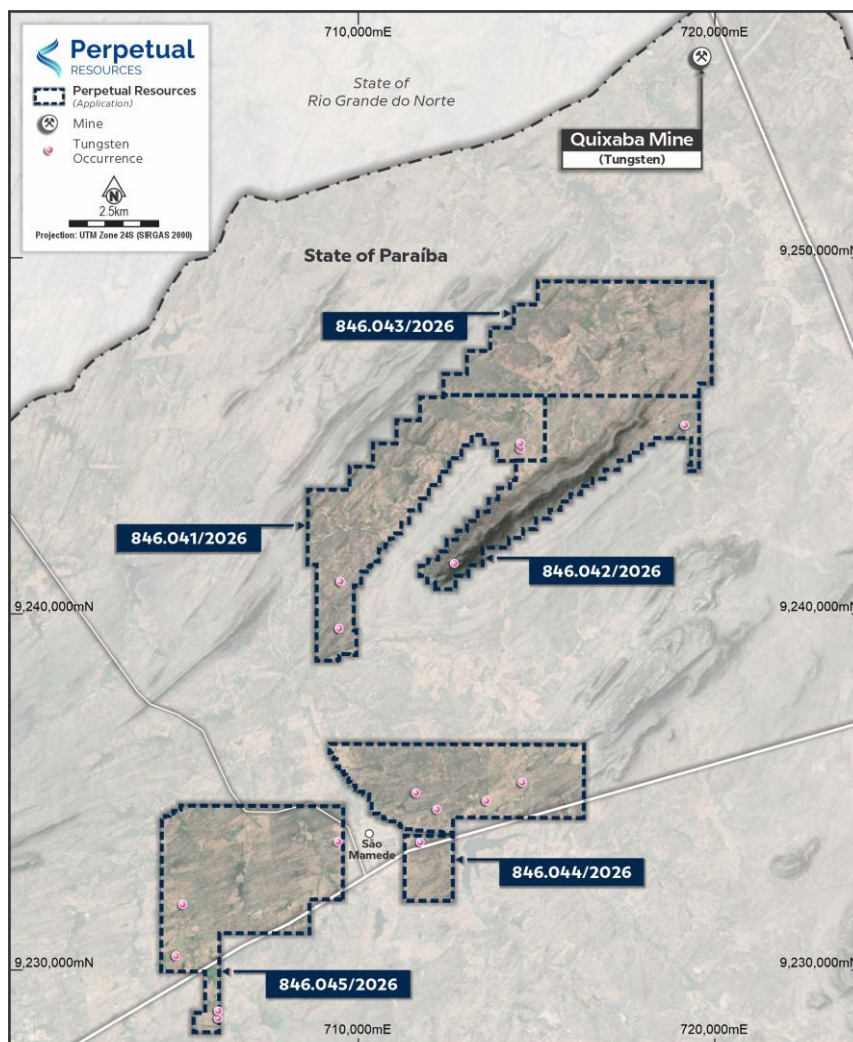 710,000mE
720,000mE
Perpetual
RESOURCES
Perpetual Resources
(Application)
Mine
Tungsten
Occurrence
N
2.5km
Projection: UTM Zone 24S (SIRGAS 2000)
State of
Rio Grande do Norte
Quixaba Mine
(Tungsten)
State of Paraíba
9,250,000mN
9,250,000mN
846.043/2026
846.041/2026
846.042/2026
9,240,000mN
9,240,000mN
São
Mamede
846.044/2026
9,230,000mN
9,230,000mN
846.045/2026
710,000mE
720,000mE